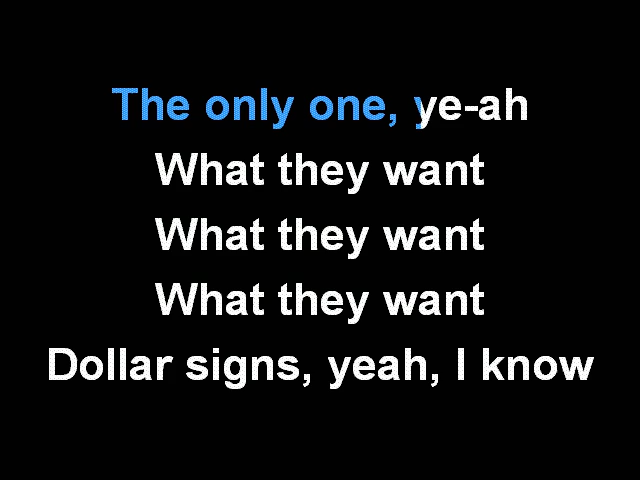 The only one, ye-ah
What they want
What they want
What they want
Dollar signs, yeah, I know